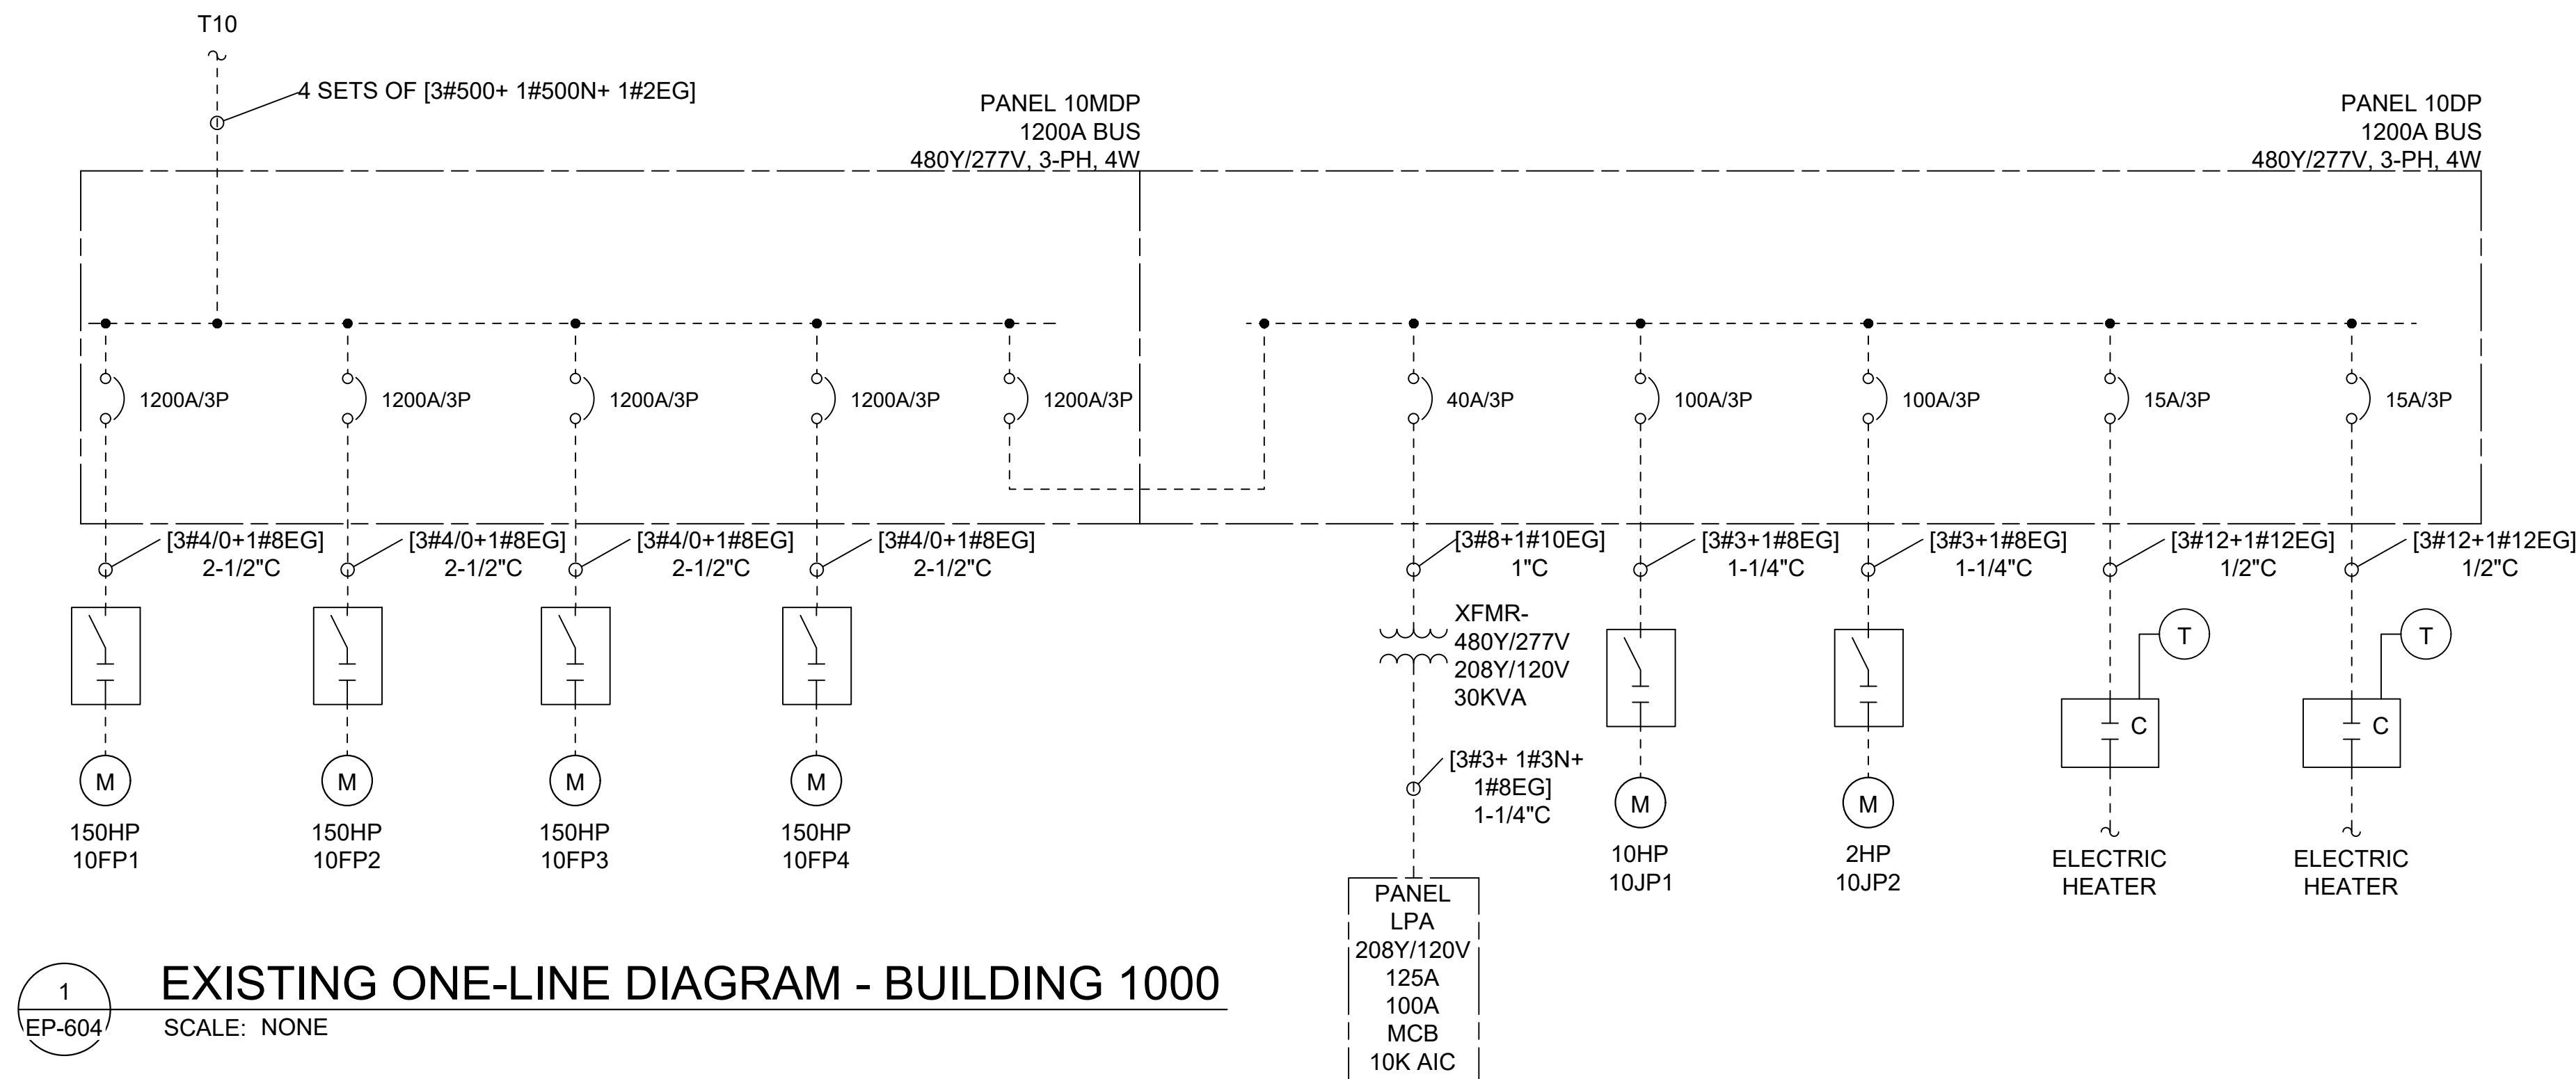 T10
4 SETS OF [3#500+ 1#500N+ 1#2EG]
PANEL 10MDP
1200A BUS
480Y/277V, 3-PH, 4W
PANEL 10DP
1200A BUS
480Y/277V, 3-PH, 4W
1200A/3P
1200A/3P
1200A/3P
1200A/3P
1200A/3P
40A/3P
100A/3P
100A/3P
15A/3P
15A/3P
[3#4/0+1#8EG]
2-1/2"C
[3#4/0+1#8EG]
2-1/2"C
[3#4/0+1#8EG]
2-1/2"C
[3#4/0+1#8EG]
2-1/2"C
[3#8+1#10EG]
1"C
[3#3+1#8EG]
1-1/4"C
[3#3+1#8EG]
1-1/4"C
[3#12+1#12EG]
1/2"C
[3#12+1#12EG]
1/2"C
XFMR-
480Y/277V
208Y/120V
30KVA
T
T
C
C
[3#3+ 1#3N+
1#8EG]
1-1/4"C
M
M
M
M
M
M
150HP
10FP1
150HP
10FP2
150HP
10FP3
150HP
10FP4
10HP
10JP1
2HP
10JP2
ELECTRIC
HEATER
ELECTRIC
HEATER
PANEL
LPA
208Y/120V
125A
100A
MCB
10K AIC
1
EP-604
EXISTING ONE-LINE DIAGRAM - BUILDING 1000
SCALE: NONE